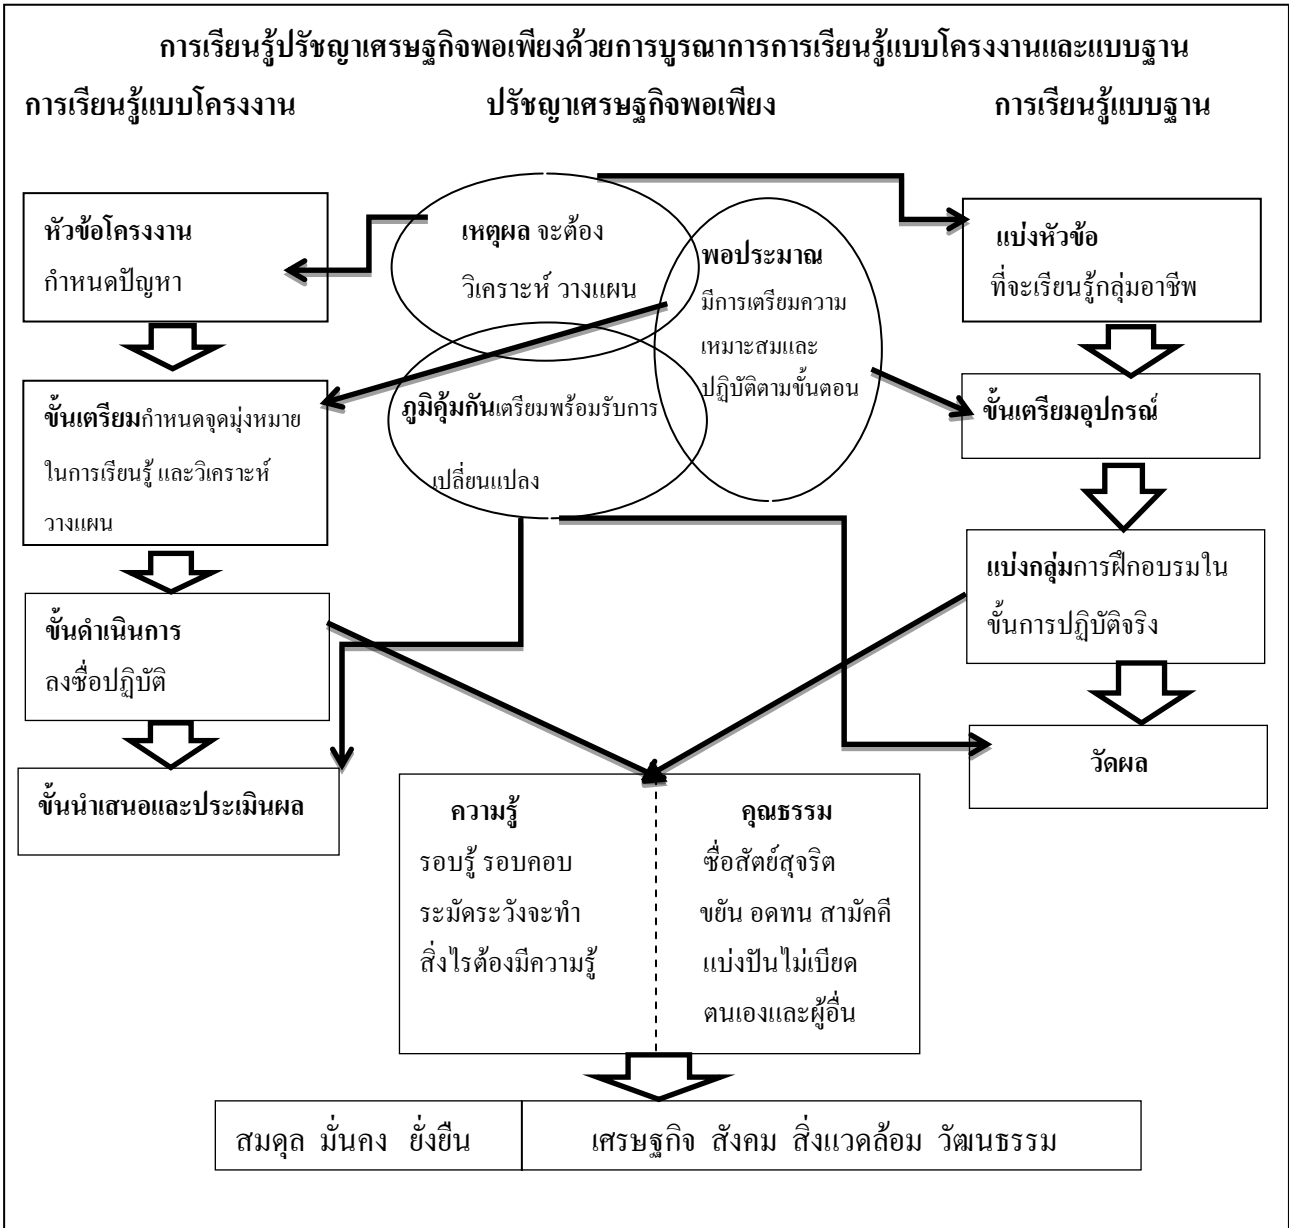 การเรียนรู้ปรัชญาเศรษฐกิจพอเพียงด้วยการบูรณาการการเรียนรู้แบบโครงงานและแบบฐาน
การเรียนรู้แบบโครงงาน
ปรัชญาเศรษฐกิจพอเพียง
การเรียนรู้แบบฐาน
หัวข้อโครงงาน
กำหนดปัญหา
ขั้นเตรียมกำหนดจุดมุ่งหมาย
ในการเรียนรู้ และวิเคราะห์
วางแผน
ขั้นดำเนินการ
ลงซื่อปฏิบัติ
ขั้นนำเสนอและประเมินผล
เหตุผล จะต้อง
วิเคราะห์ วางแผน
พอประมาณ
มีการเตรียมความ
เหมาะสมและ
ปฏิบัติตามขั้นตอน
ภูมิคุ้มกันเตรียมพร้อมรับการ
เปลี่ยนแปลง
แบ่งหัวข้อ
ที่จะเรียนรู้กลุ่มอาชีพ
ขั้นเตรียมอุปกรณ์
แบ่งกลุ่มการฝึกอบรมใน
ขั้นการปฏิบัติจริง
วัดผล
ความรู้
รอบรู้ รอบคอบ
ระมัดระวังจะทำ
สิ่งไรต้องมีความรู้
คุณธรรม
ซื่อสัตย์สุจริต
ขยัน อดทน สามัคคี
แบ่งปันไม่เบียด
ตนเองและผู้อื่น
สมดุล มั่นคง ยั่งยืน
เศรษฐกิจ สังคม สิ่งแวดล้อม วัฒนธรรม